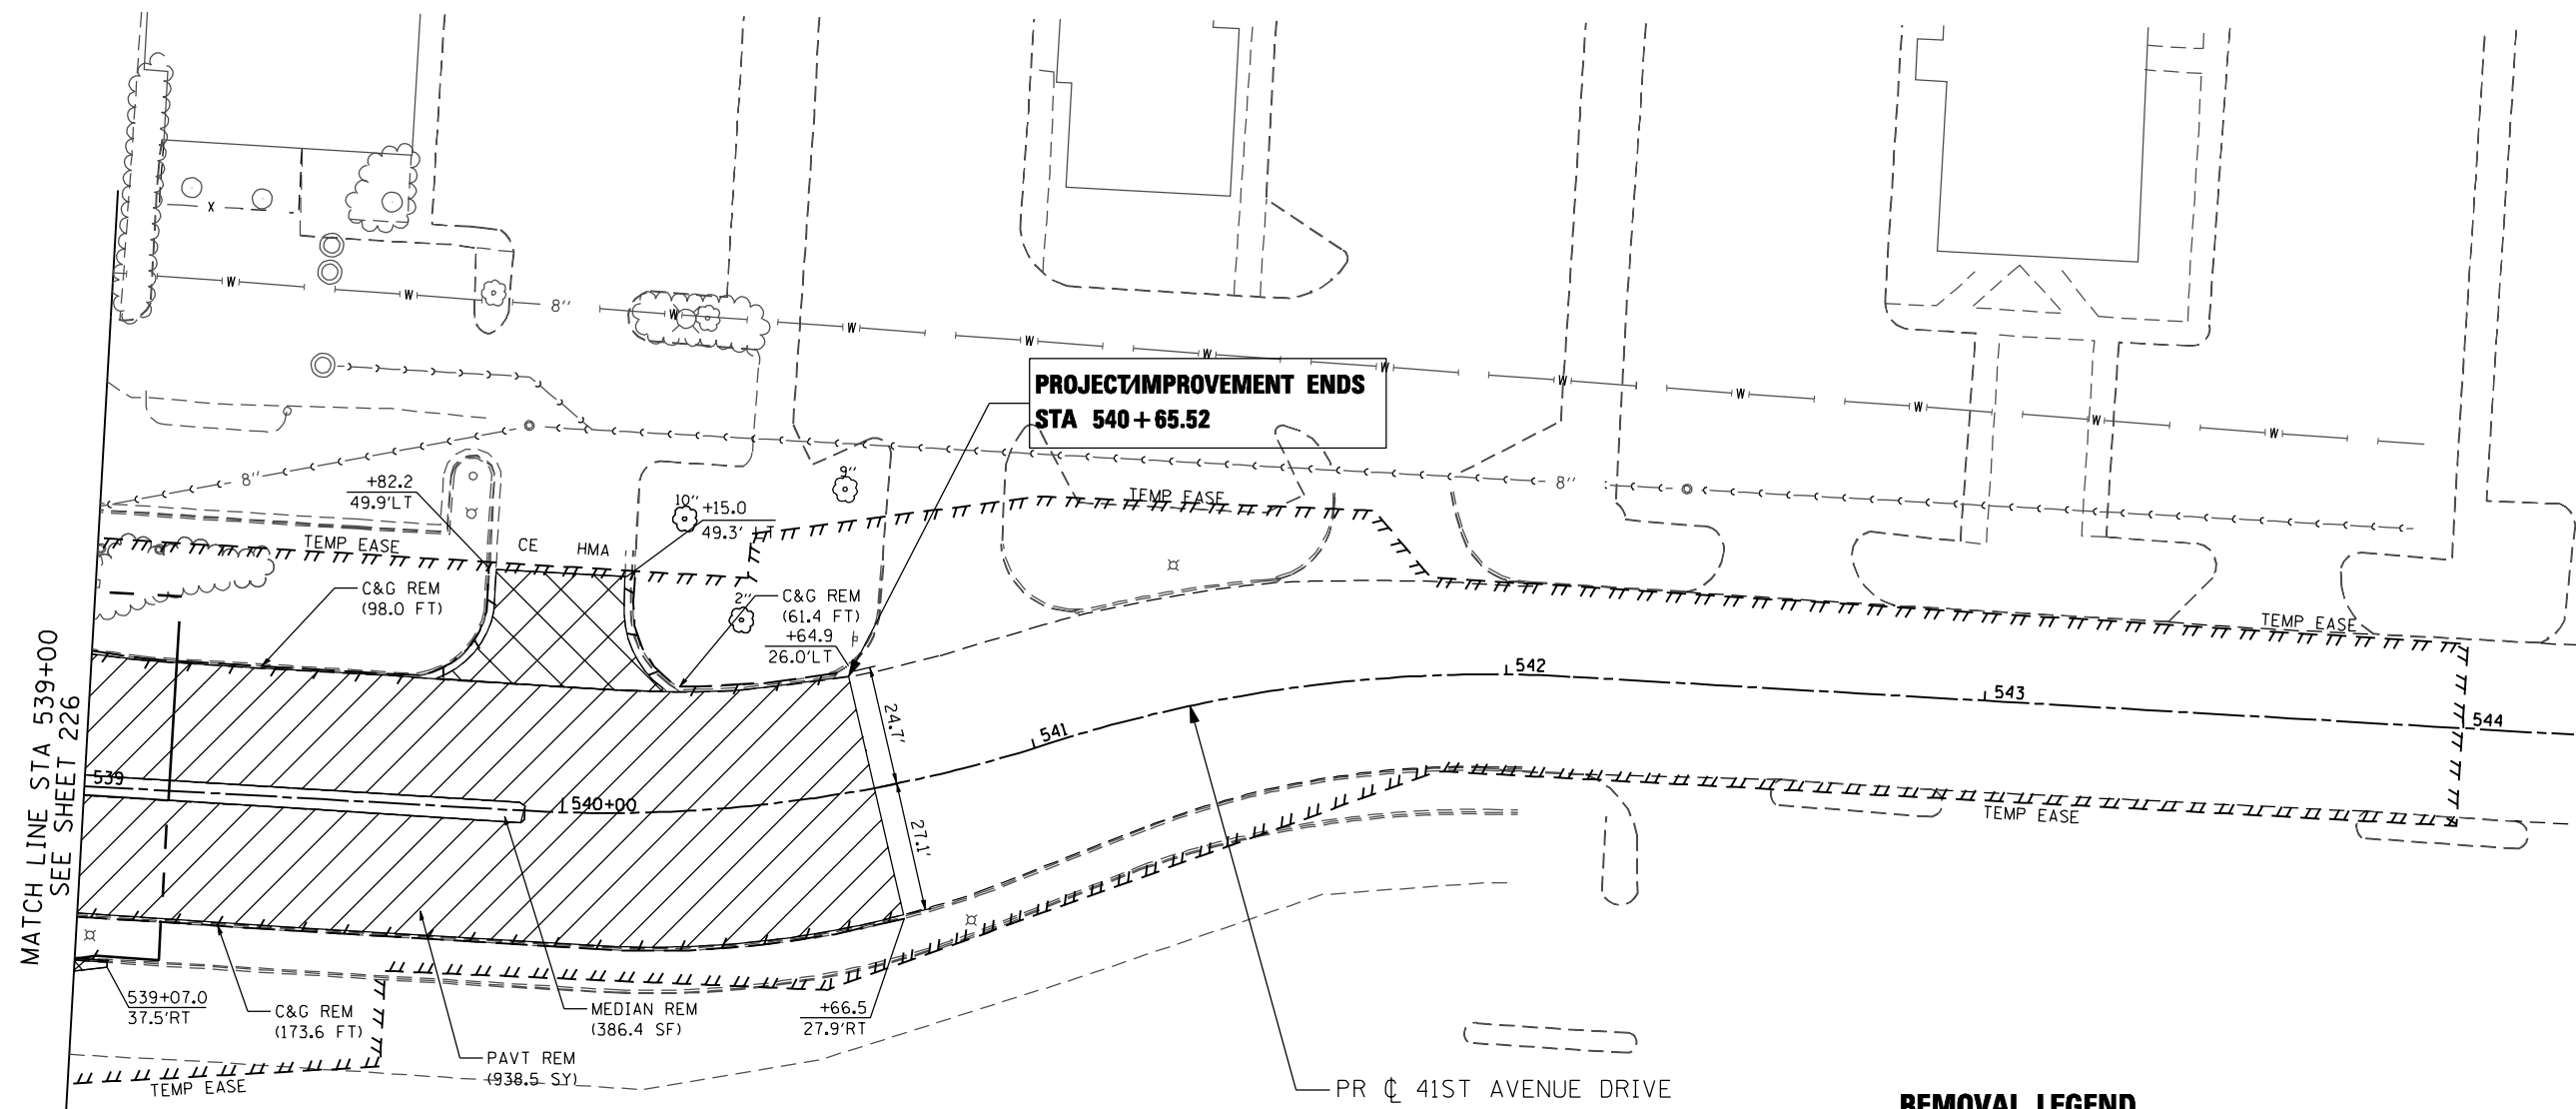 X
W
W
8''
W
W
W
W
W
W
W
W
W
W
PROJECT/IMPROVEMENT ENDS
STA 540+65.52
8''
+82.2
49.9'LT
9''
10''
+15.0
49.3'
TEMP EASE
8''
TEMP EASE
CE
HMA
C&G REM
(98.0 FT)
2''
C&G REM
(61.4 FT)
+64.9
26.0'LT
TEMP EASE
MATCH LINE STA 539+00
SEE SHEET 226
24.7'
27.1'
539
540+00
541
542
543
544
TEMP EASE
539+07.0
37.5'RT
C&G REM
(173.6 FT)
MEDIAN REM
(386.4 SF)
+66.5
27.9'RT
PAVT REM
(938.5 SY)
TEMP EASE
PR ℄ 41ST AVENUE DRIVE
REMOVAL LEGEND